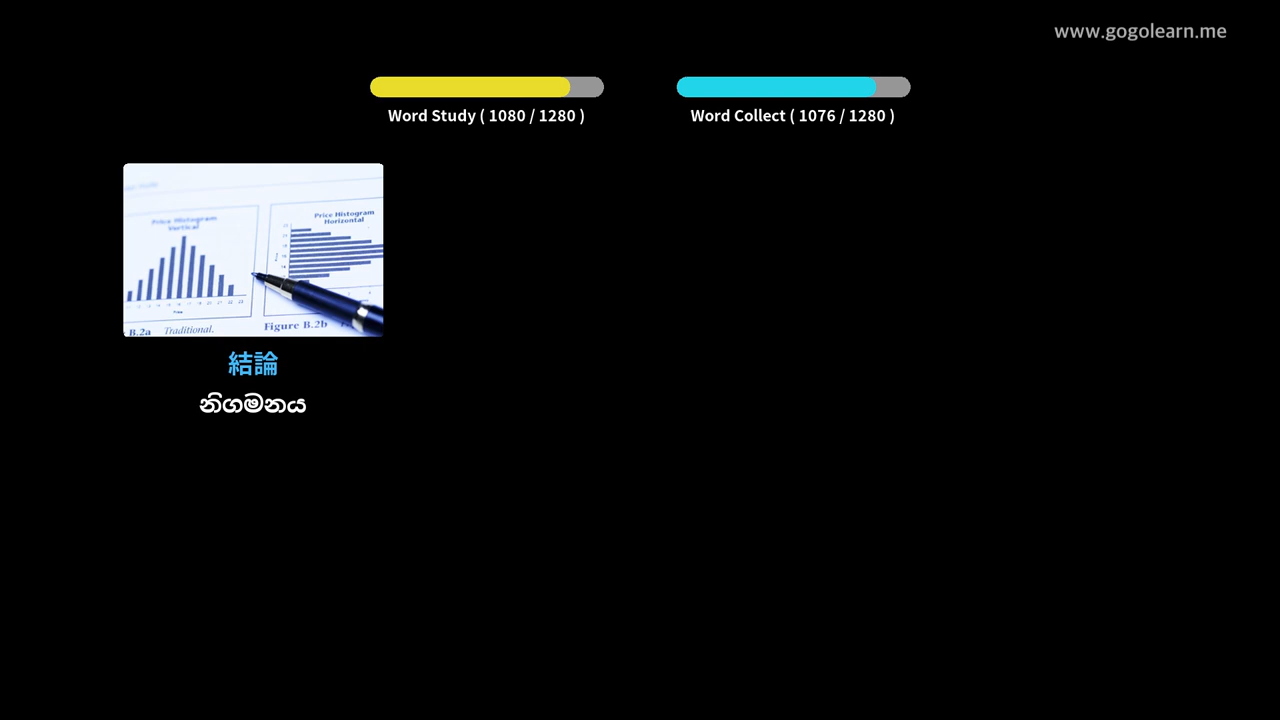 www.gogolearn.me
Word Study ( 1080 / 1280 )
Word Collect ( 1076 / 1280 )
Price Histogram
Vertical
Price Histogram
Horizontal
B.2a Traditional.
Figure B.2b
結論
නිගමනය